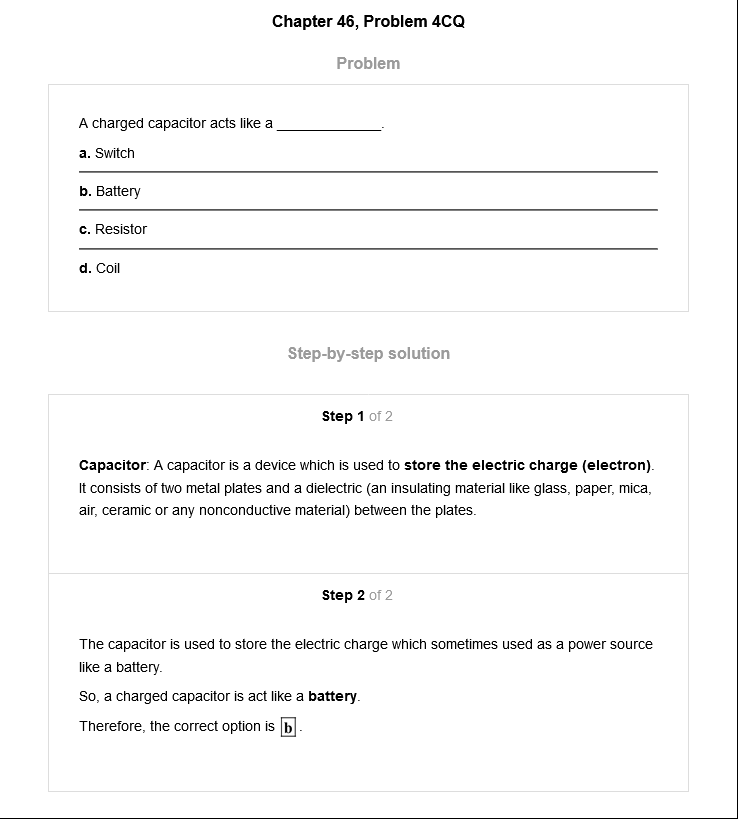 Chapter 46, Problem 4CQ
Problem
A charged capacitor acts like a _____________.
a. Switch
b. Battery
c. Resistor
d. Coil
Step-by-step solution
Step 1 of 2
Capacitor: A capacitor is a device which is used to store the electric charge (electron).
It consists of two metal plates and a dielectric (an insulating material like glass, paper, mica,
air, ceramic or any nonconductive material) between the plates.
Step 2 of 2
The capacitor is used to store the electric charge which sometimes used as a power source
like a battery.
So, a charged capacitor is act like a battery.
Therefore, the correct option is b .